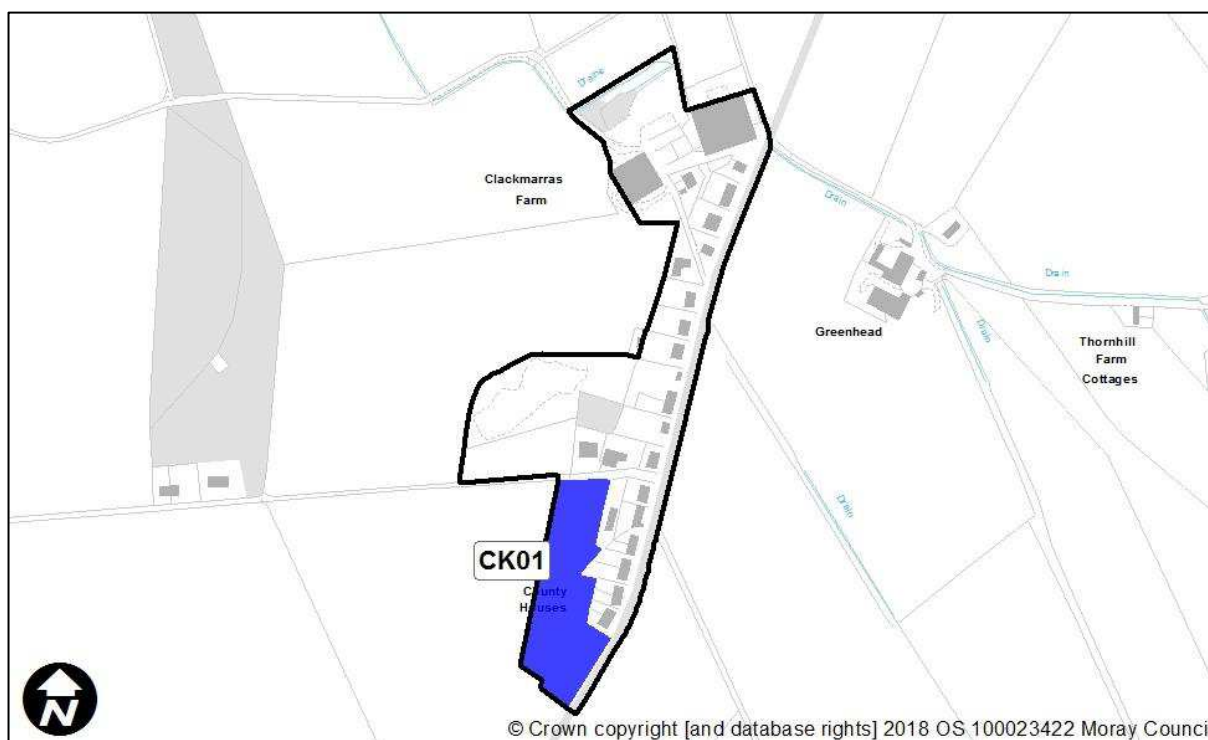 Drains
Clackmarras
Farm
Drain
Drain
Greenhead
Drain
Thornhill
Farm
Cottages
Drain
CK01
County
Houses
N
© Crown copyright [and database rights] 2018 OS 100023422 Moray Counci